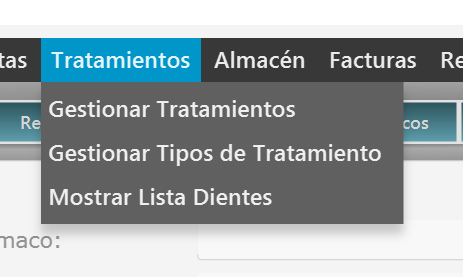 Tratamientos Almacén Facturas
Gestionar Tratamientos
Gestionar Tipos de Tratamiento
Mostrar Lista Dientes